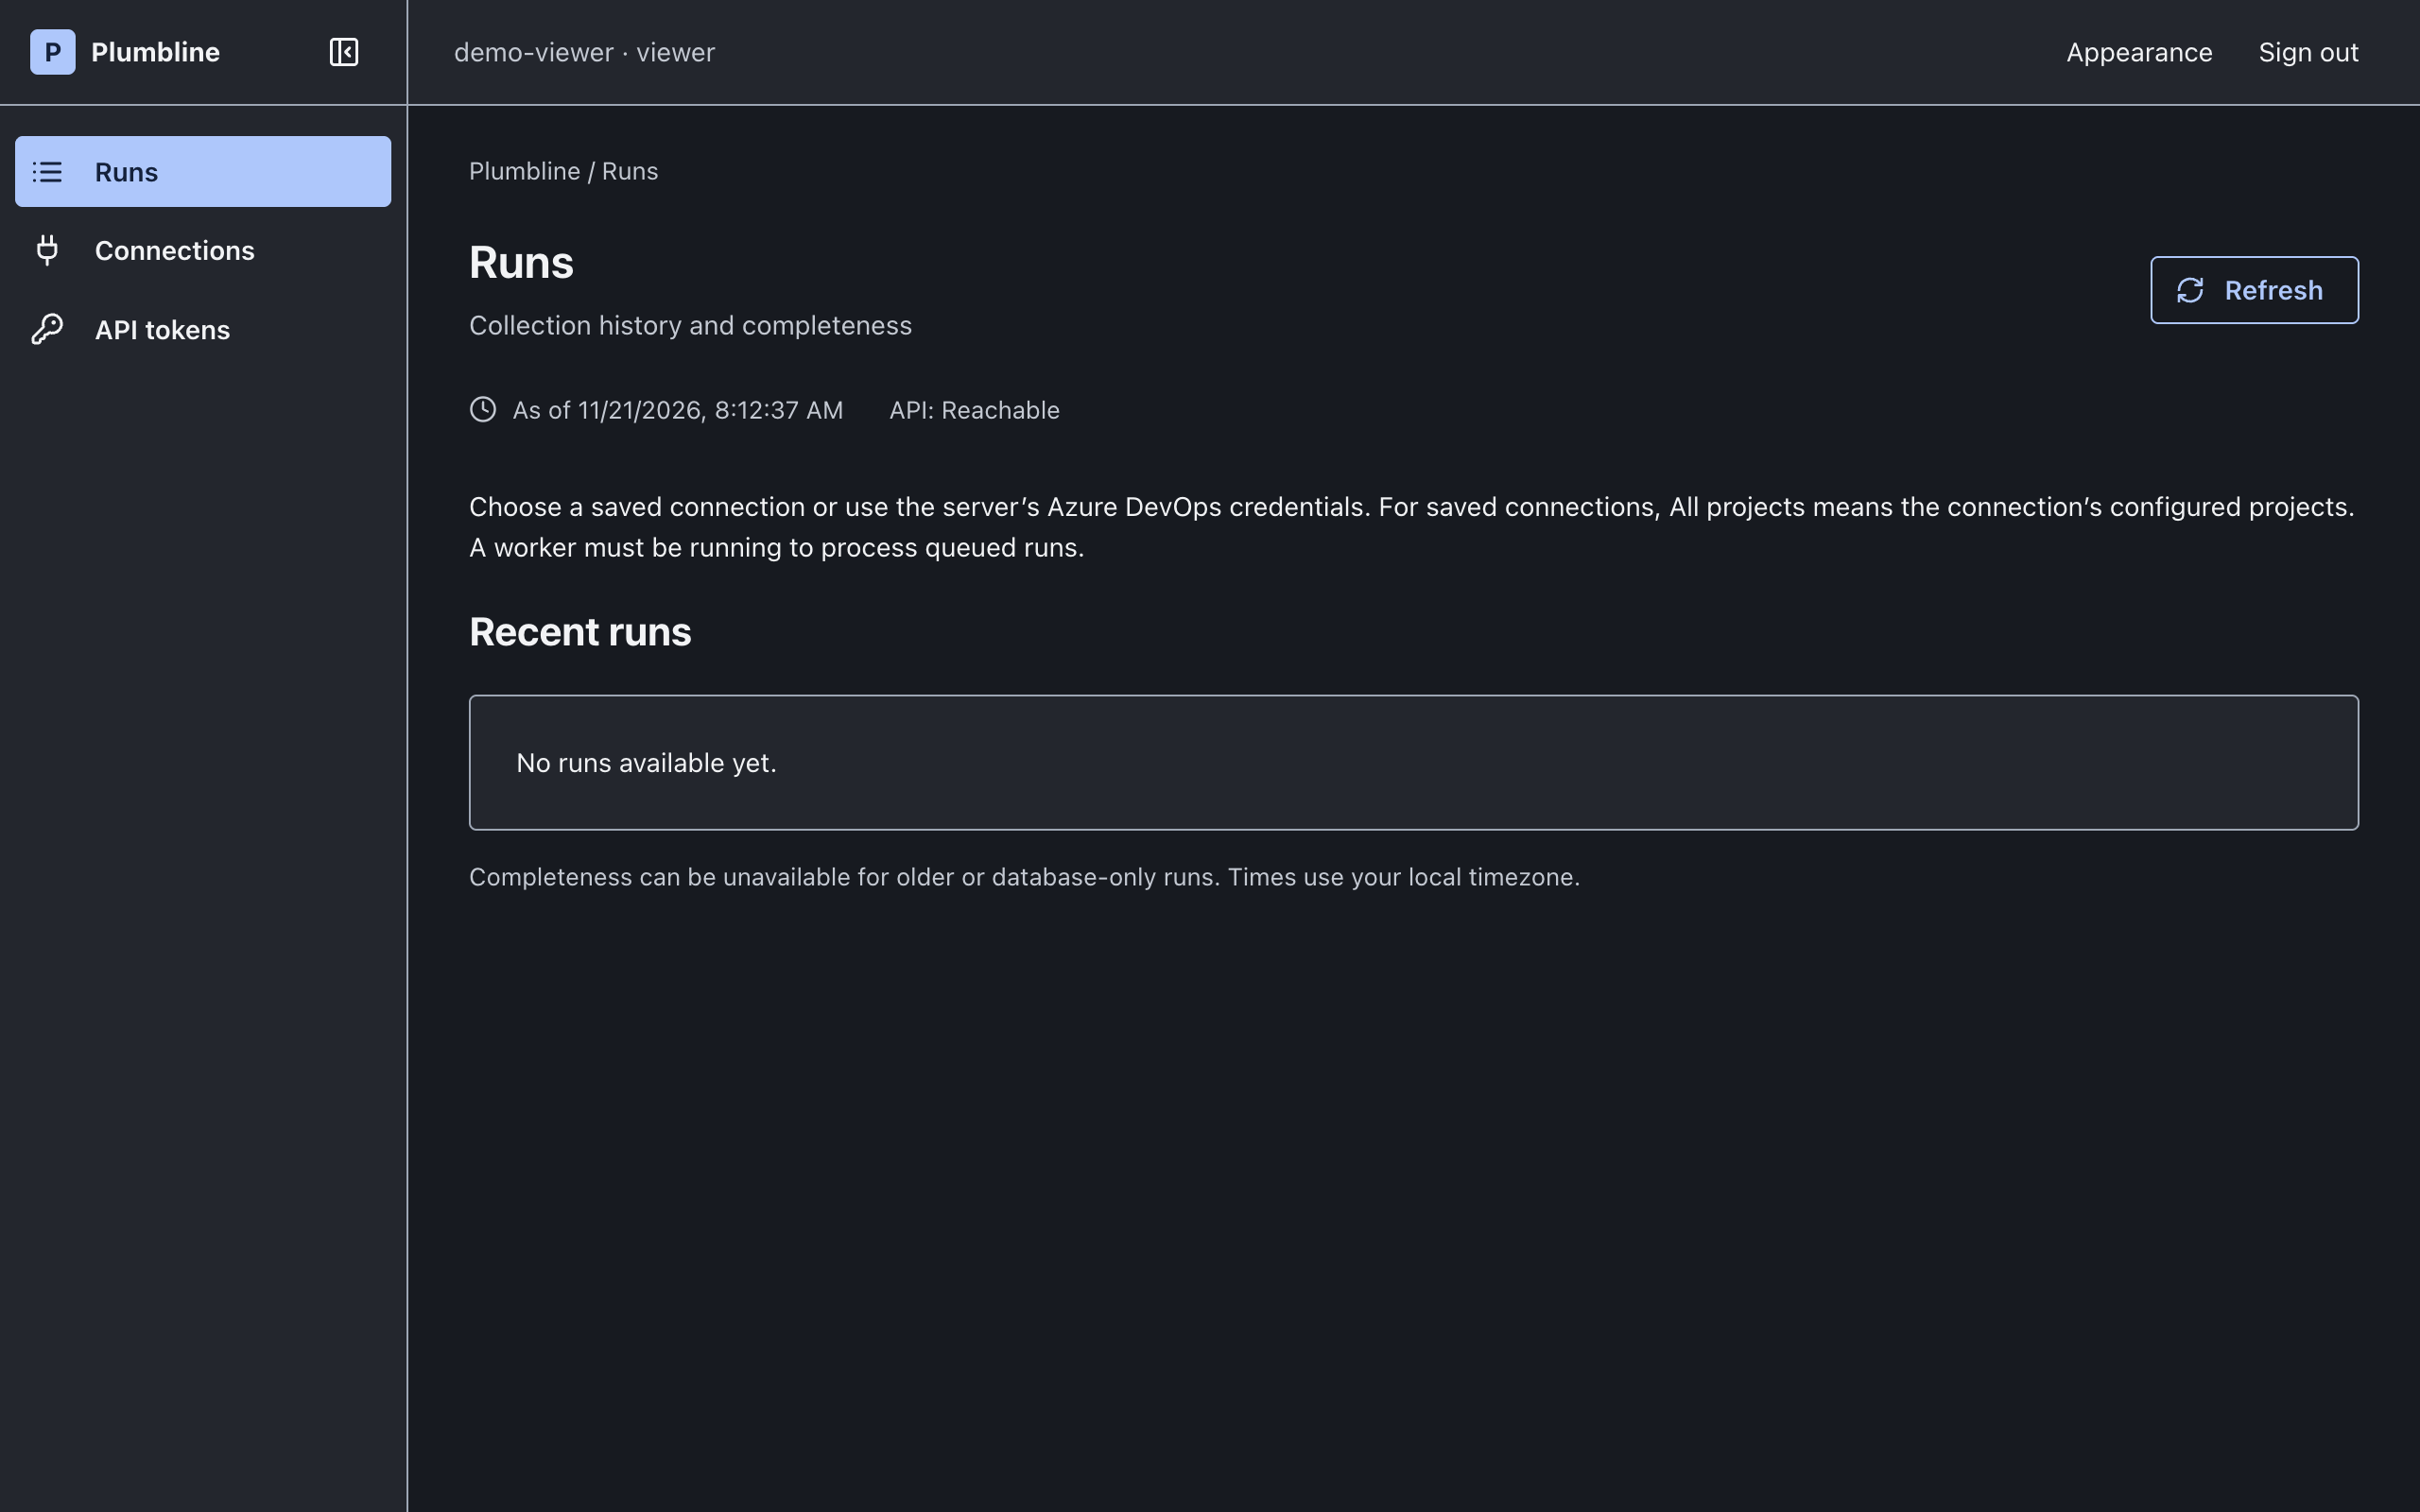 P Plumbline
demo-viewer · viewer
Appearance
Sign out
Runs
Connections
API tokens
Plumbline / Runs
Runs
Collection history and completeness
Refresh
As of 11/21/2026, 8:12:37 AM
API: Reachable
Choose a saved connection or use the server’s Azure DevOps credentials. For saved connections, All projects means the connection’s configured projects.
A worker must be running to process queued runs.
Recent runs
No runs available yet.
Completeness can be unavailable for older or database-only runs. Times use your local timezone.